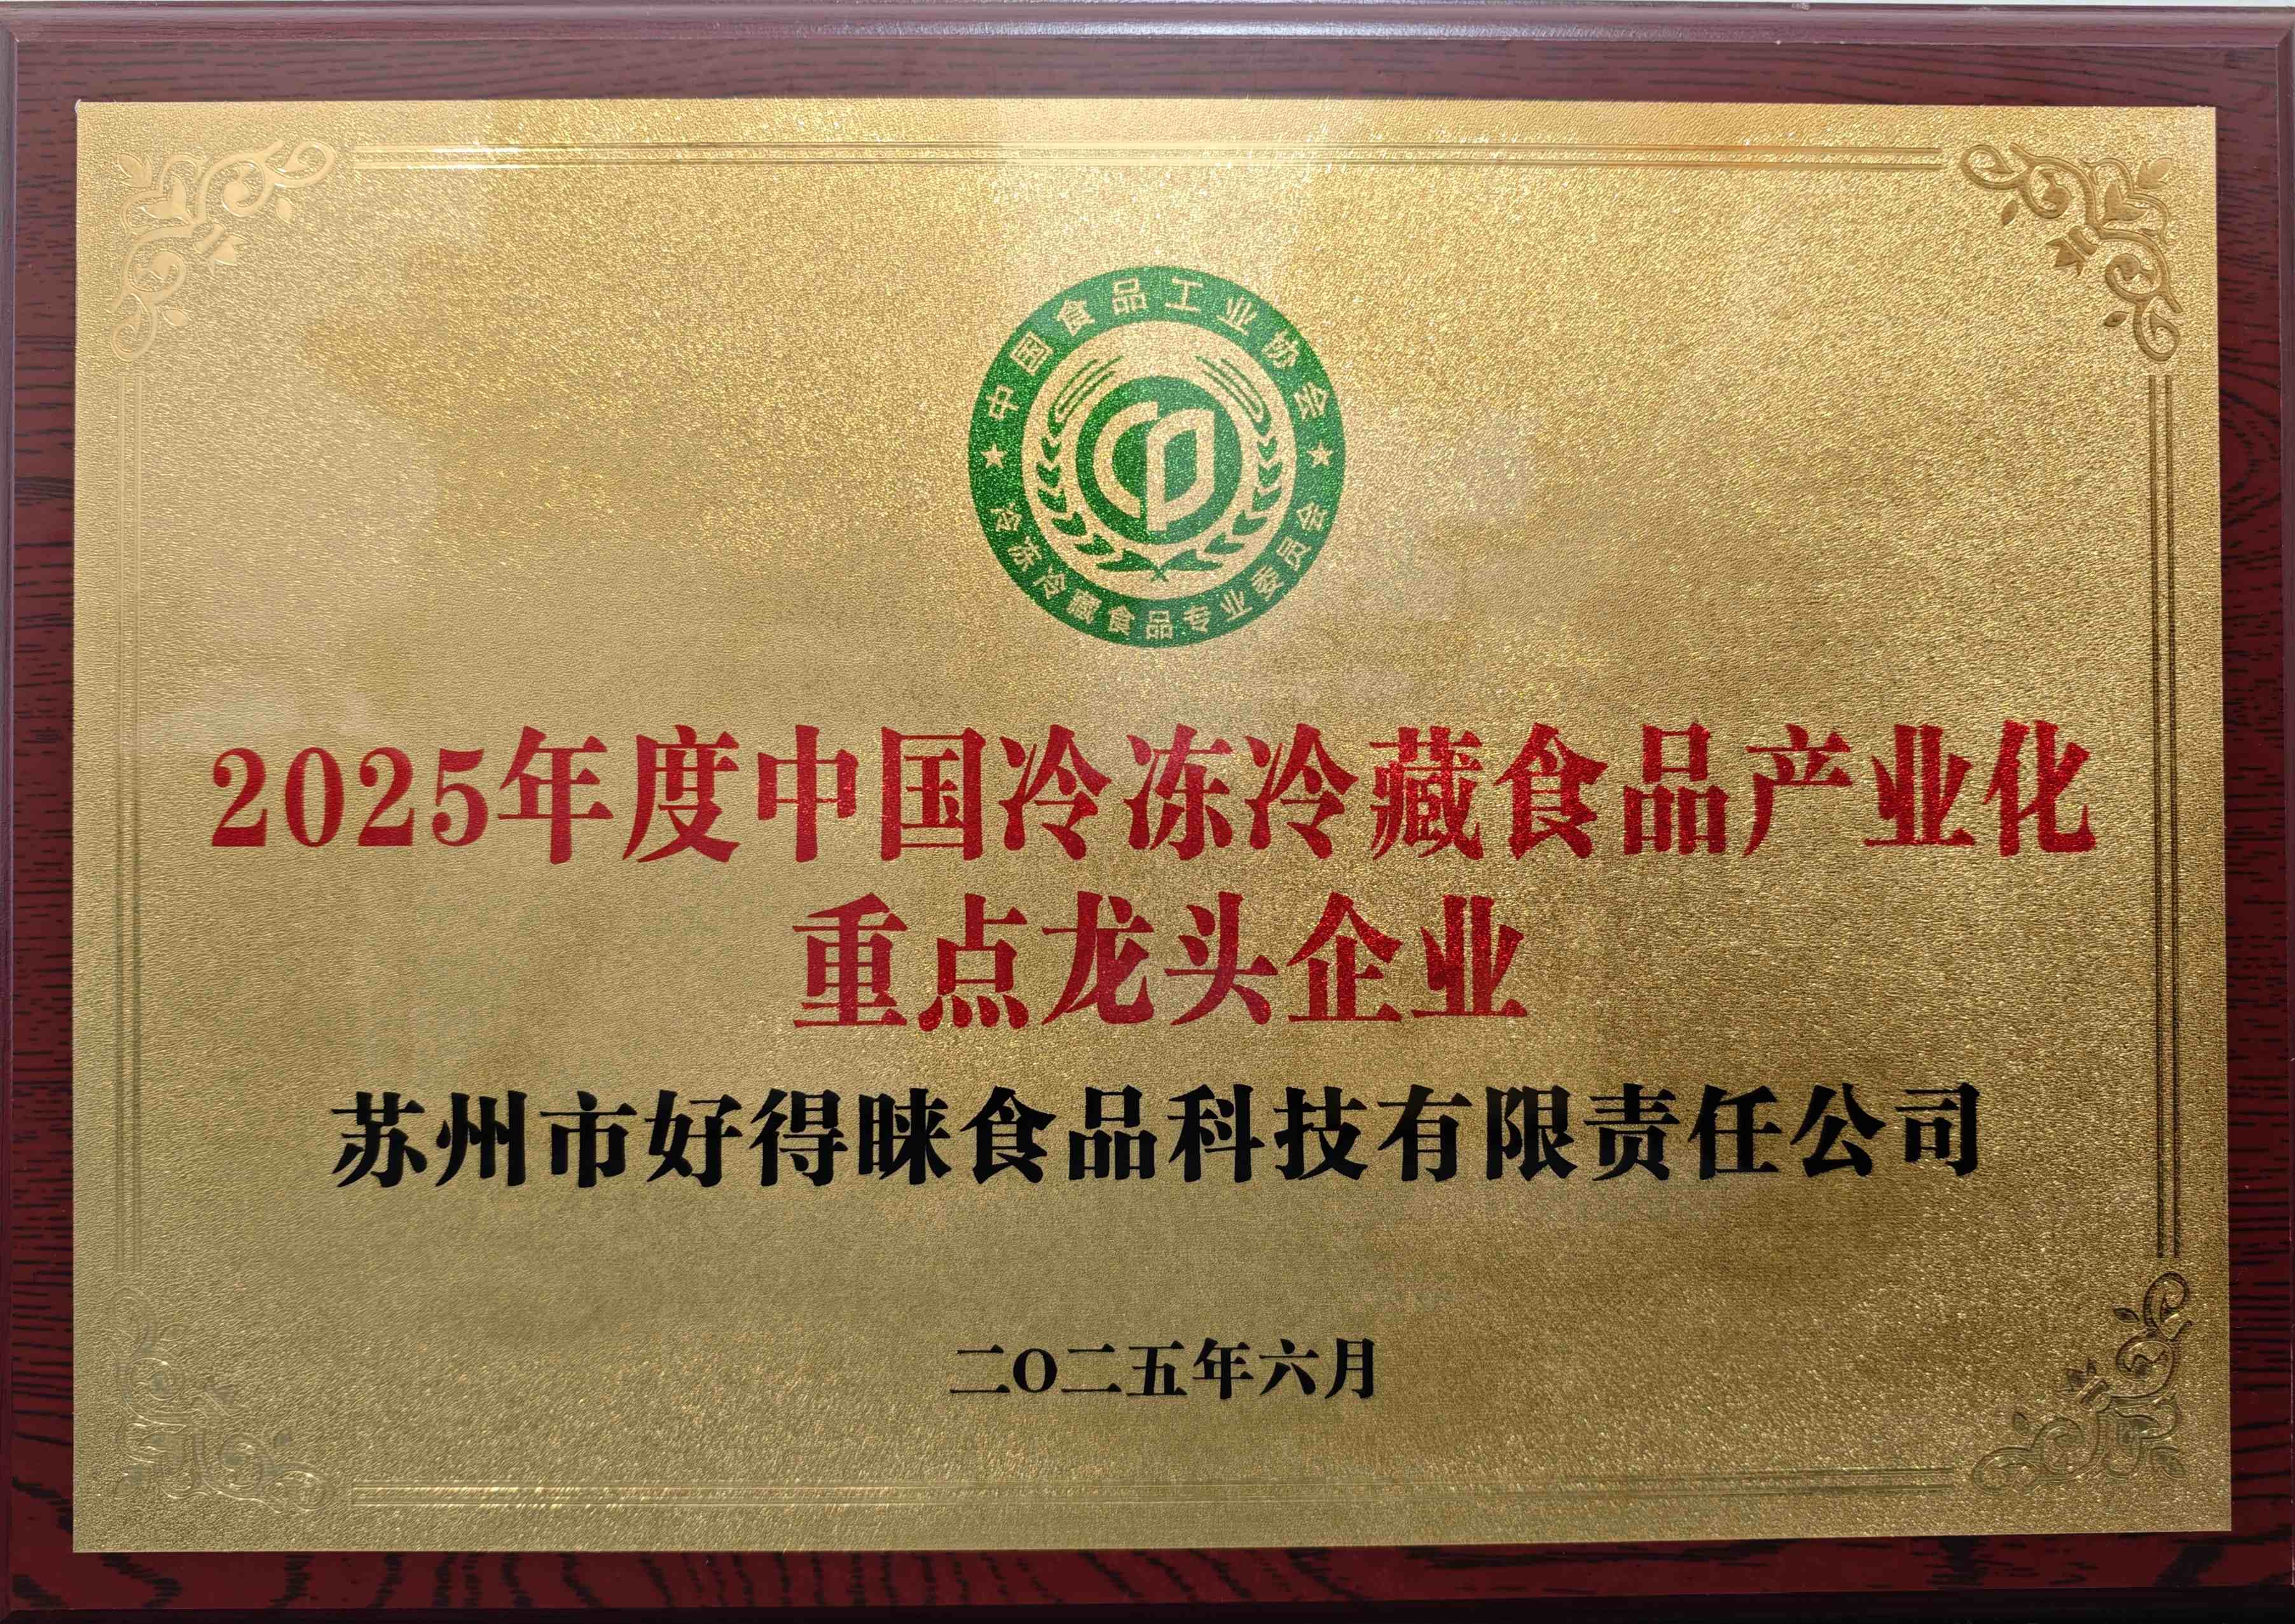 中国食品工业协会
冷冻冷藏食品专业委员会
2025年度中国冷冻冷藏食品产业化
重点龙头企业
苏州市好得睐食品科技有限责任公司
二O二五年六月